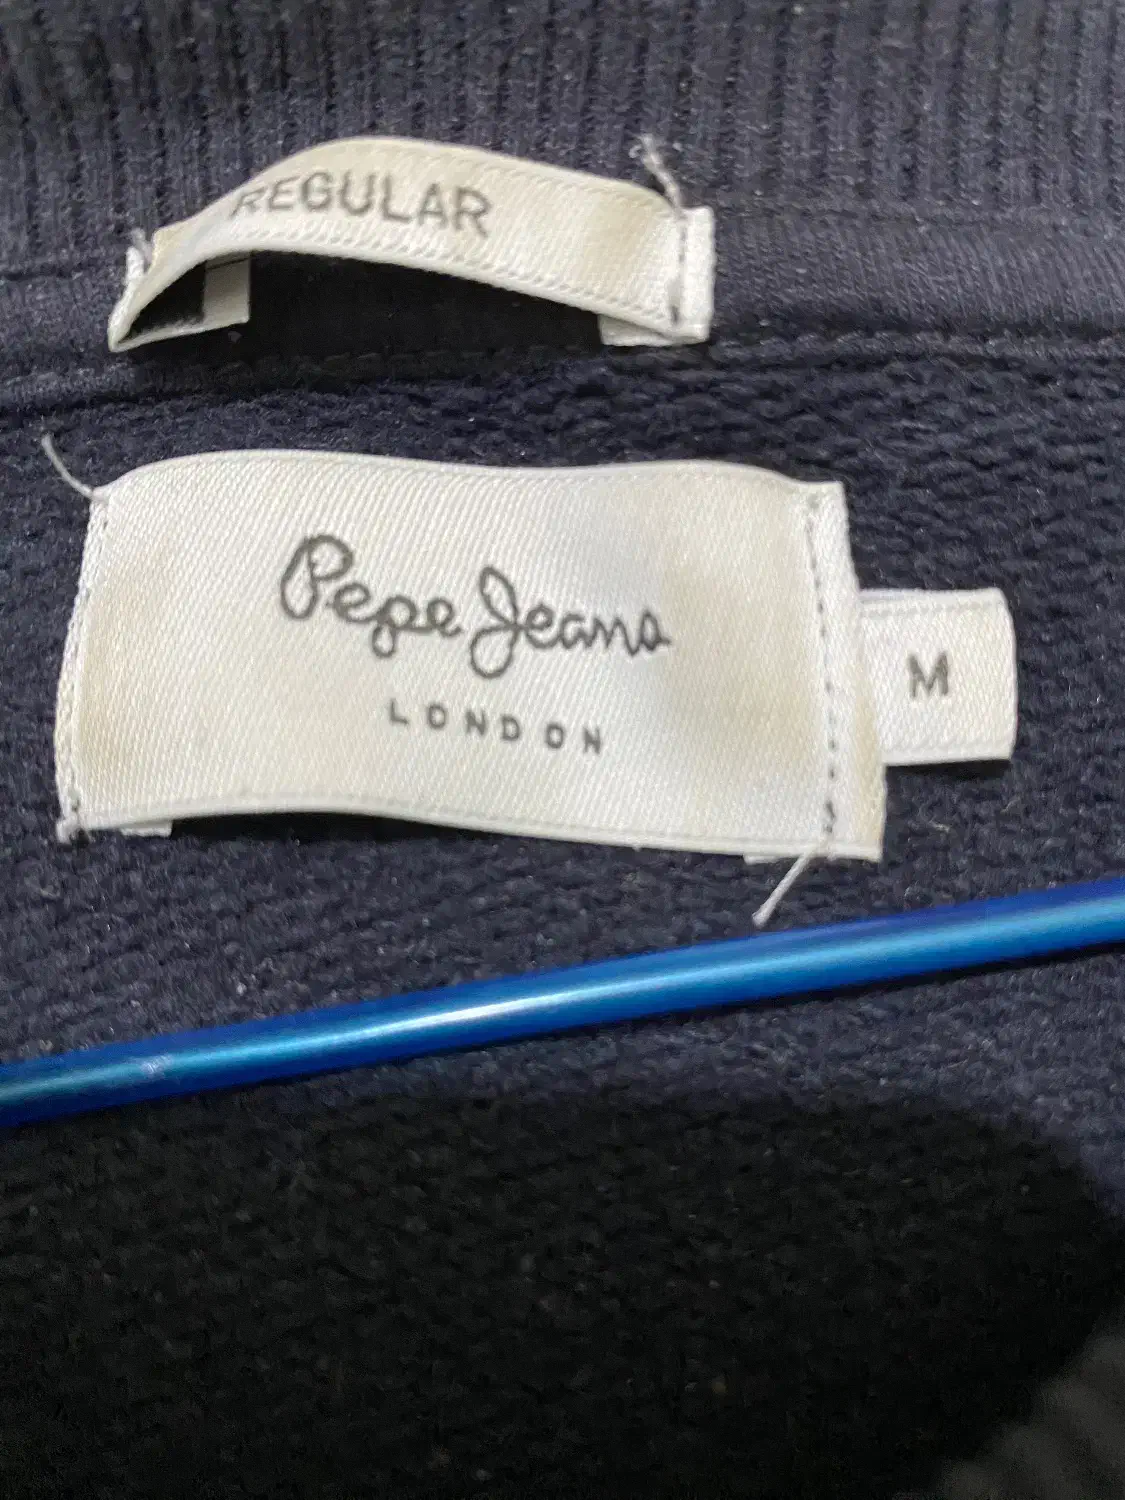 REGULAR
Pepe Jeans
LONDON
M